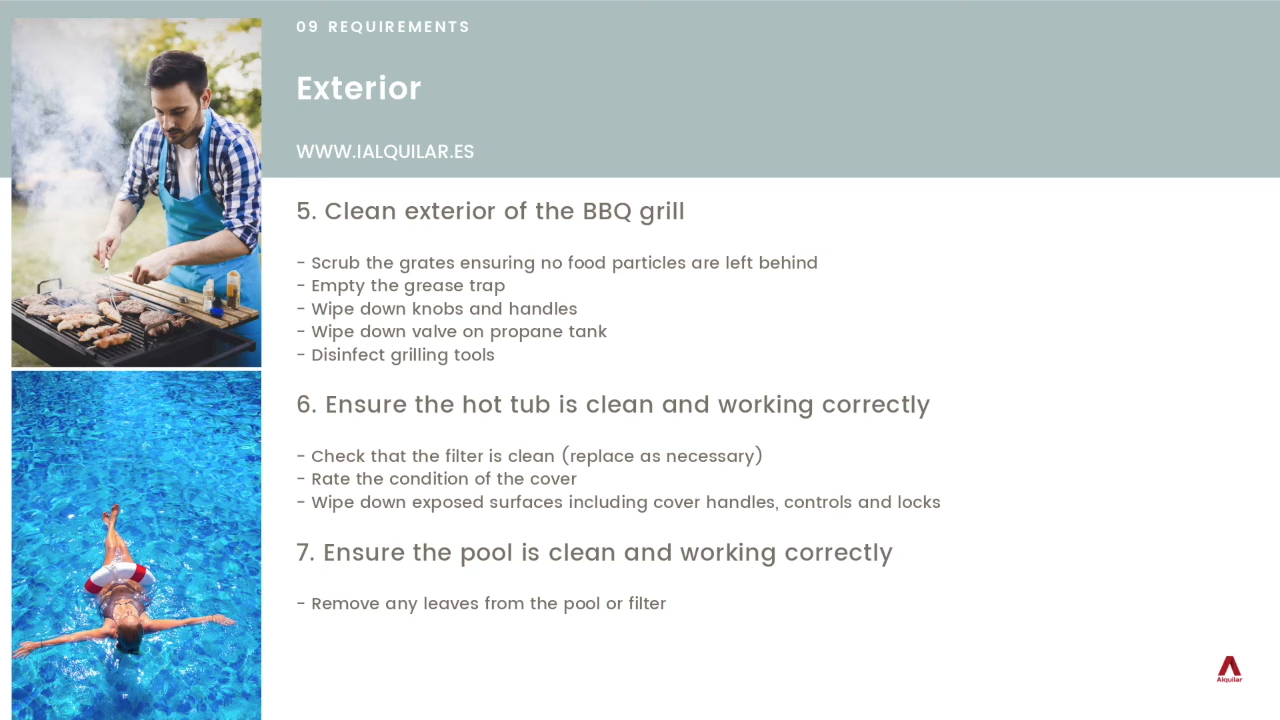 09 REQUIREMENTS
Exterior
WWW.IALQUILAR.ES
5. Clean exterior of the BBQ grill
- Scrub the grates ensuring no food particles are left behind
- Empty the grease trap
- Wipe down knobs and handles
- Wipe down valve on propane tank
- Disinfect grilling tools
6. Ensure the hot tub is clean and working correctly
- Check that the filter is clean (replace as necessary)
- Rate the condition of the cover
- Wipe down exposed surfaces including cover handles, controls and locks
7. Ensure the pool is clean and working correctly
- Remove any leaves from the pool or filter
Alquilar